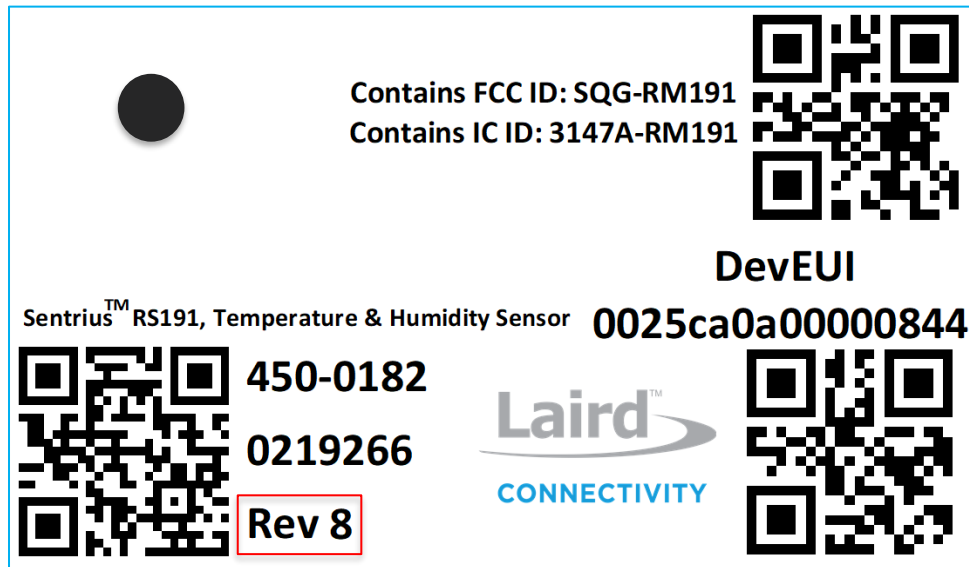 Contains FCC ID: SQG-RM191
Contains IC ID: 3147A-RM191
DevEUI
0025ca0a00000844
Sentrius™ RS191, Temperature & Humidity Sensor
450-0182
0219266
Rev 8
Laird™
CONNECTIVITY